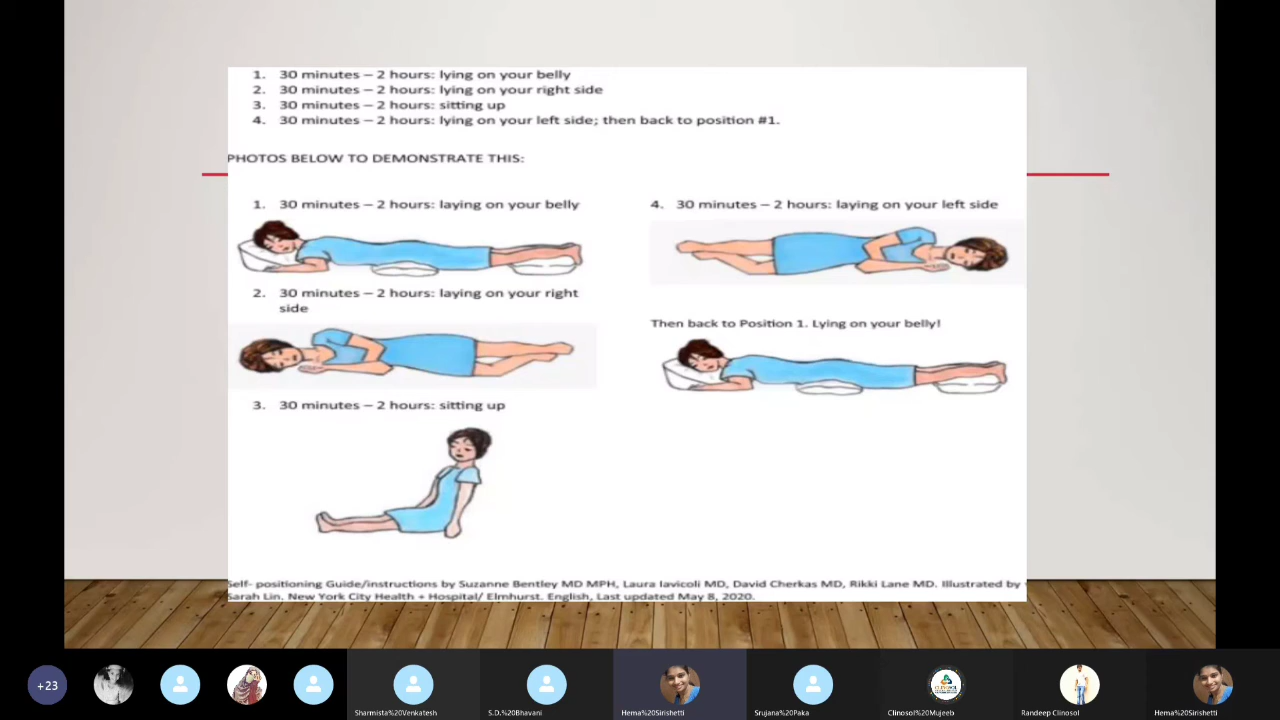 1. 30 minutes – 2 hours: lying on your belly
2. 30 minutes – 2 hours: lying on your right side
3. 30 minutes – 2 hours: sitting up
4. 30 minutes – 2 hours: lying on your left side; then back to position #1.
PHOTOS BELOW TO DEMONSTRATE THIS:
1. 30 minutes – 2 hours: laying on your belly
2. 30 minutes – 2 hours: laying on your right
side
3. 30 minutes – 2 hours: sitting up
4. 30 minutes – 2 hours: laying on your left side
Then back to Position 1. Lying on your belly!
Self- positioning Guide/instructions by Suzanne Bentley MD MPH, Laura Iavicoli MD, David Cherkas MD, Rikki Lane MD. Illustrated by
Sarah Lin. New York City Health + Hospital/ Elmhurst. English, Last updated May 8, 2020.
+23
Sharmista%20Venkatesh
S.D.%20Bhavani
Hema%20Sirishetti
Srujana%20Paka
Clinosol%20Mujeeb
Randeep Clinosol
Hema%20Sirishetti
CLINOSOL